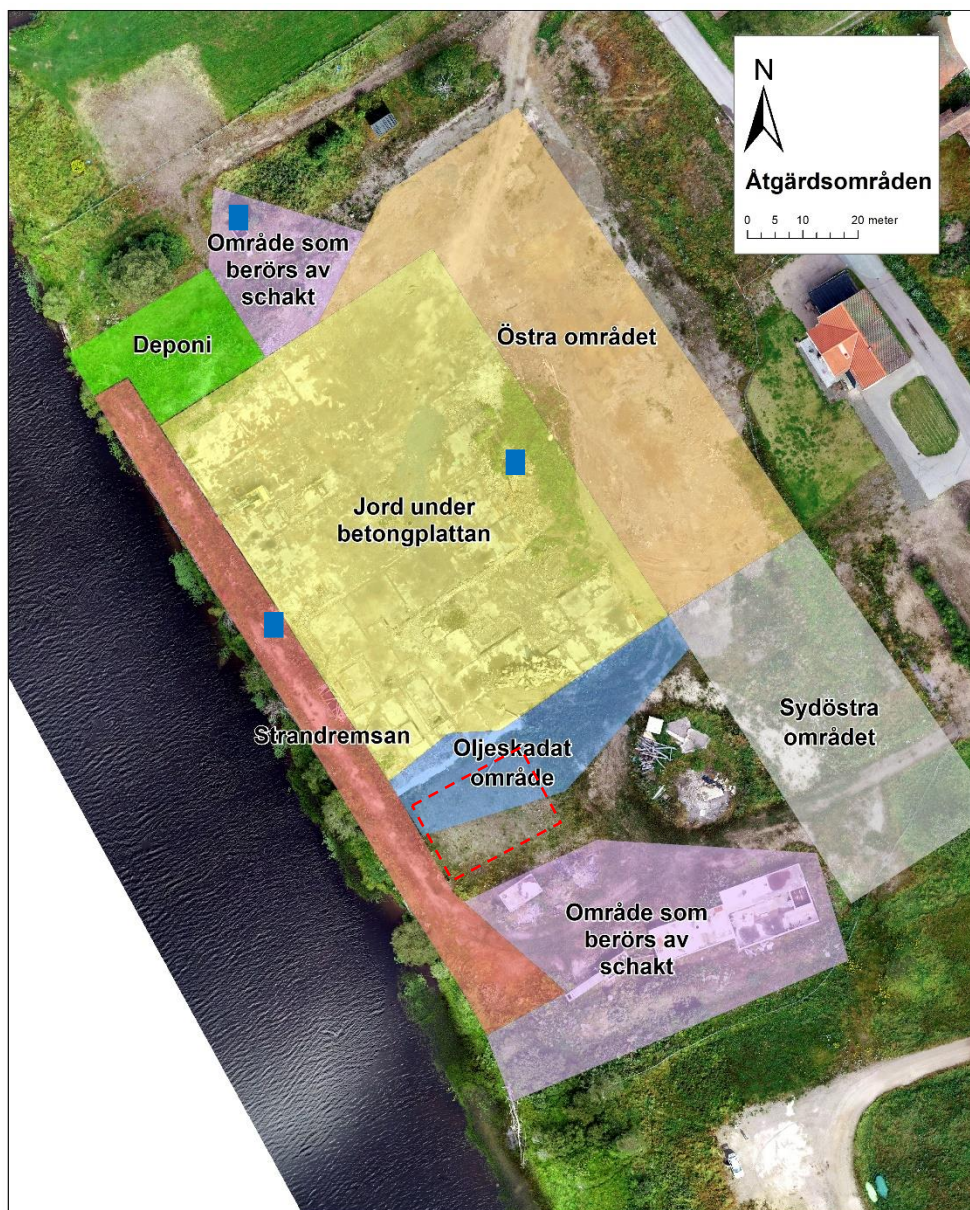 N
Åtgärdsområden
0 5 10 20 meter
Område som
berörs av
schakt
Deponi
Östra området
Jord under
betongplattan
Strandremsan
Oljeskadat
område
Sydöstra
området
Område som
berörs av
schakt